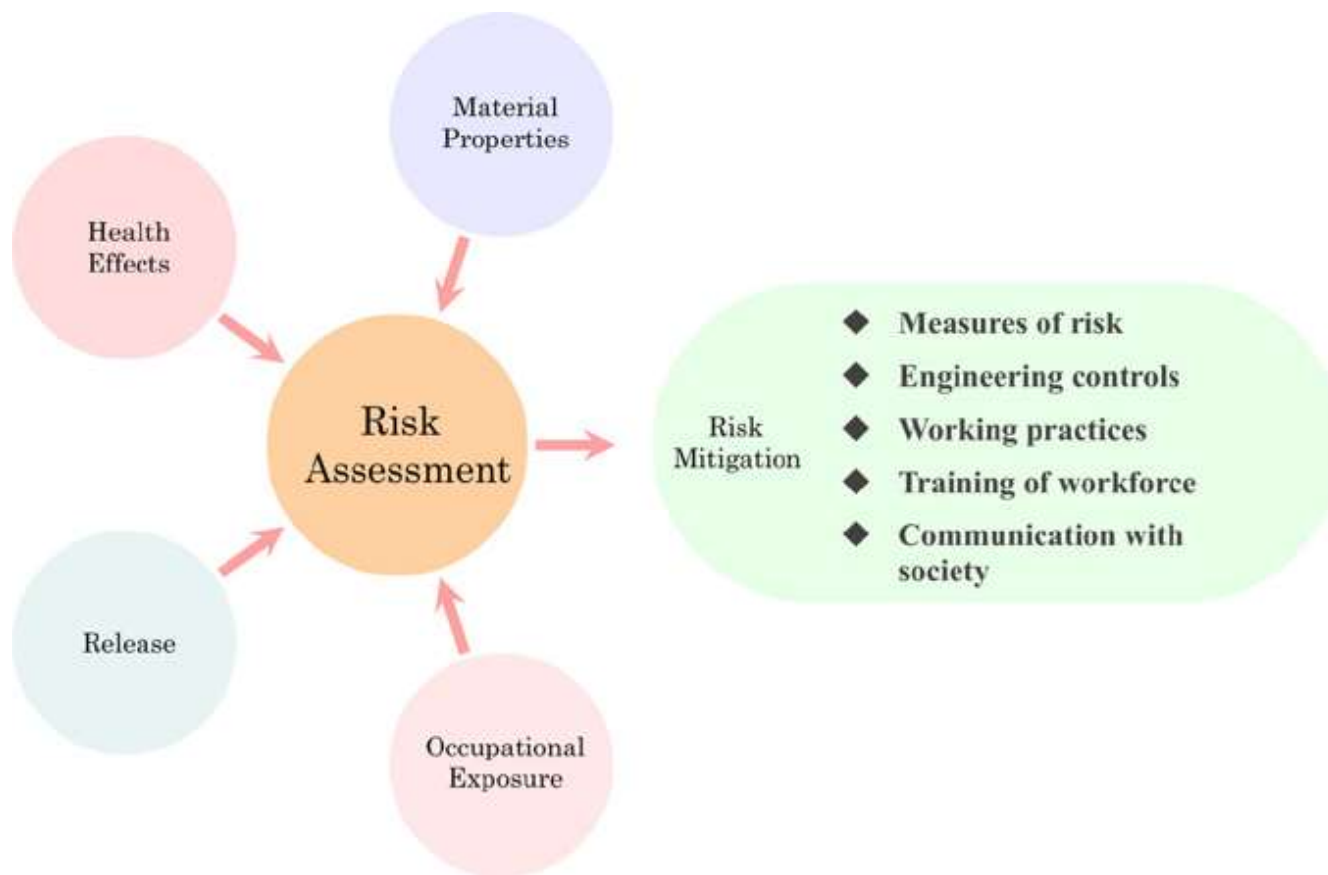 Material
Properties
Health
Effects
Risk
Assessment
Release
Occupational
Exposure
Risk
Mitigation
Measures of risk
Engineering controls
Working practices
Training of workforce
Communication with
society